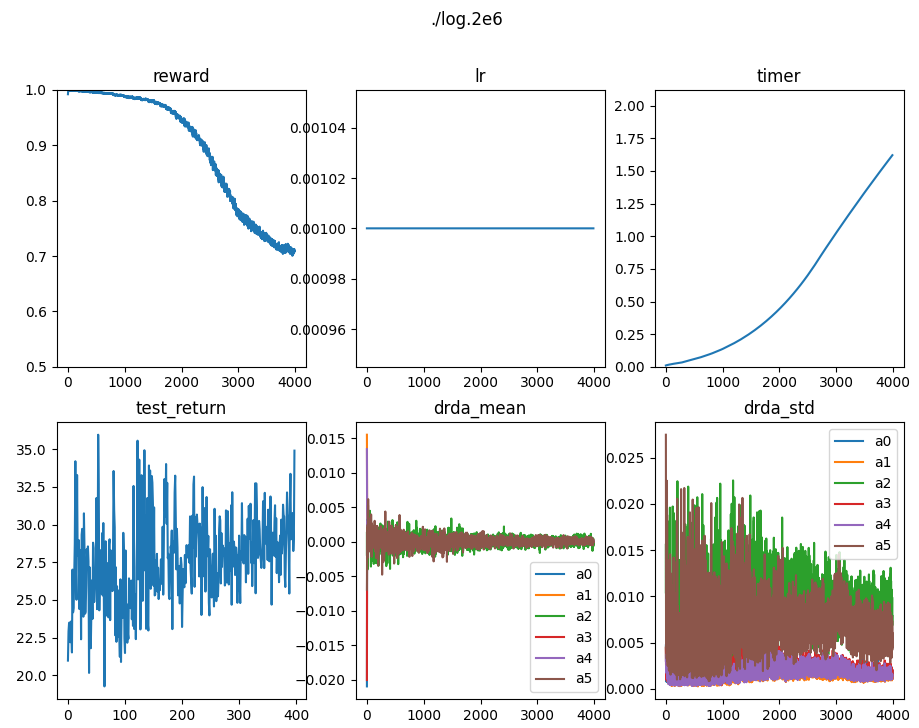 ./log.2e6
reward
lr
timer
1.0
0.9
0.8
0.7
0.6
0.5
0 1000 2000 3000 4000
0.00104
0.00102
0.00100
0.00098
0.00096
0 1000 2000 3000 4000
2.00
1.75
1.50
1.25
1.00
0.75
0.50
0.25
0.00
0 1000 2000 3000 4000
test_return
drda_mean
drda_std
35.0
32.5
30.0
27.5
25.0
22.5
20.0
0 100 200 300 400
0.015
0.010
0.005
0.000
−0.005
−0.010
−0.015
−0.020
a0
a1
a2
a3
a4
a5
0 1000 2000 3000 4000
0.025
0.020
0.015
0.010
0.005
0.000
a0
a1
a2
a3
a4
a5
0 1000 2000 3000 4000